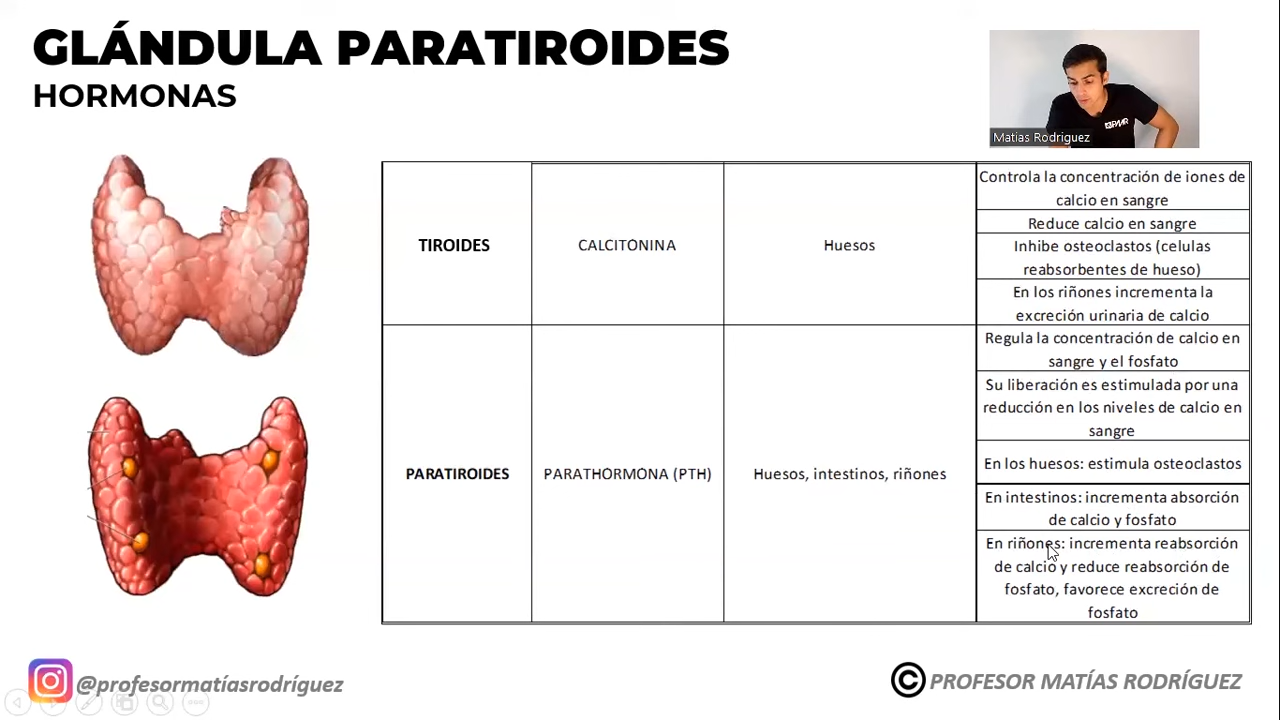 GLÁNDULA PARATIROIDES
HORMONAS
Matias Rodriguez
TIROIDES
CALCITONINA
Huesos
Controla la concentración de iones de
calcio en sangre
Reduce calcio en sangre
Inhibe osteoclastos (celulas
reabsorbentes de hueso)
En los riñones incrementa la
excreción urinaria de calcio
PARATIROIDES
PARATHORMONA (PTH)
Huesos, intestinos, riñones
Regula la concentración de calcio en
sangre y el fosfato
Su liberación es estimulada por una
reducción en los niveles de calcio en
sangre
En los huesos: estimula osteoclastos
En intestinos: incrementa absorción
de calcio y fosfato
En riñones: incrementa reabsorción
de calcio y reduce reabsorción de
fosfato, favorece excreción de
fosfato
@profesormatíasrodríguez
© PROFESOR MATÍAS RODRÍGUEZ